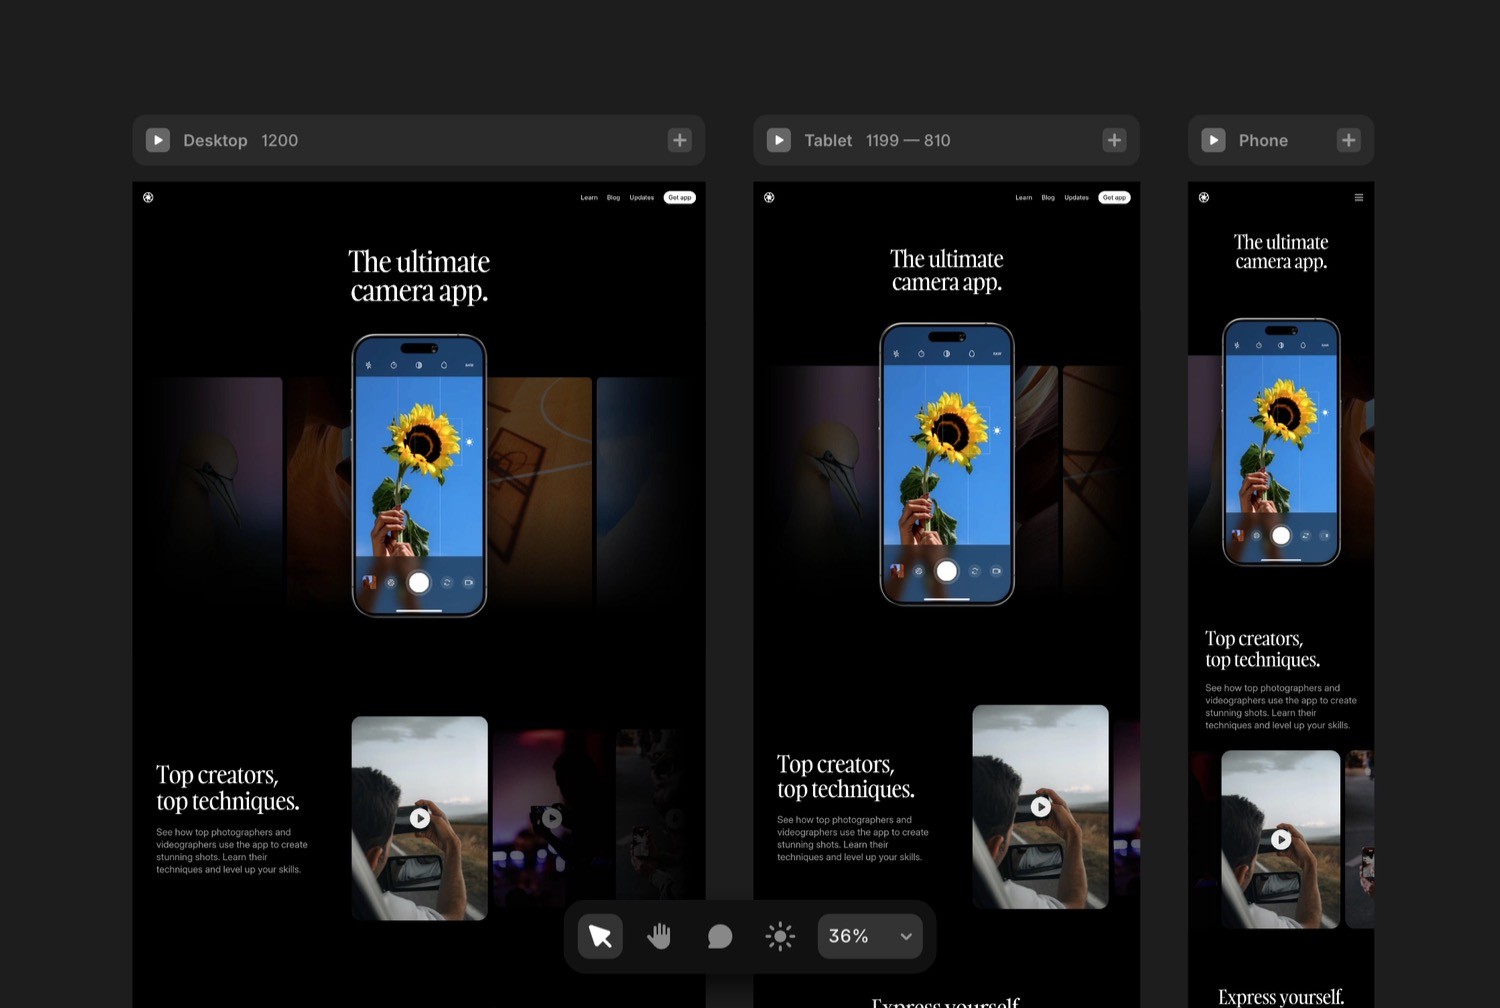 Desktop 1200
Learn Blog Updates Get app
The ultimate
camera app.
Top creators,
top techniques.
See how top photographers and
videographers use the app to create
stunning shots. Learn their
techniques and level up your skills.
Tablet 1199 — 810
Learn Blog Updates Get app
The ultimate
camera app.
Top creators,
top techniques.
See how top photographers and
videographers use the app to create
stunning shots. Learn their
techniques and level up your skills.
Express yourself.
Phone
The ultimate
camera app.
Top creators,
top techniques.
See how top photographers and
videographers use the app to create
stunning shots. Learn their
techniques and level up your skills.
Express yourself.
36%